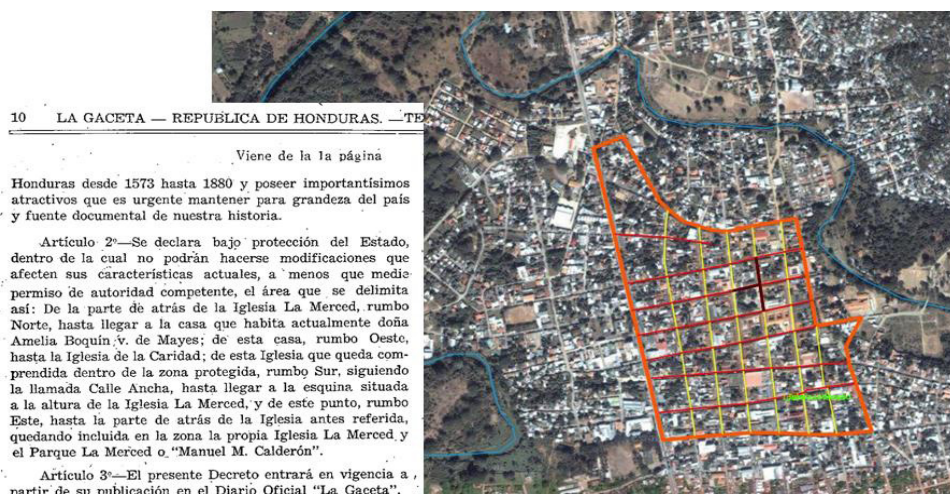 10 LA GACETA — REPUBLICA DE HONDURAS. —TE
Viene de la 1a página
Honduras desde 1573 hasta 1880 y poseer importantísimos
atractivos que es urgente mantener para grandeza del país
y fuente documental de nuestra historia.
Artículo 2º—Se declara bajo protección del Estado,
dentro de la cual no podrán hacerse modificaciones que
afecten sus características actuales, a menos que medie
permiso de autoridad competente, el área que se delimita
así: De la parte de atrás de la Iglesia La Merced, rumbo
Norte, hasta llegar a la casa que habita actualmente doña
Amelia Boquín v. de Mayes; de esta casa, rumbo Oeste,
hasta la Iglesia de la Caridad; de esta Iglesia que queda com-
prendida dentro de la zona protegida, rumbo Sur, siguiendo
la llamada Calle Ancha, hasta llegar a la esquina situada
a la altura de la Iglesia La Merced, y de este punto, rumbo
Este, hasta la parte de atrás de la Iglesia antes referida,
quedando incluida en la zona la propia Iglesia La Merced y
el Parque La Merced o "Manuel M. Calderón".
Artículo 3º—El presente Decreto entrará en vigencia a
partir de su publicación en el Diario Oficial "La Gaceta".